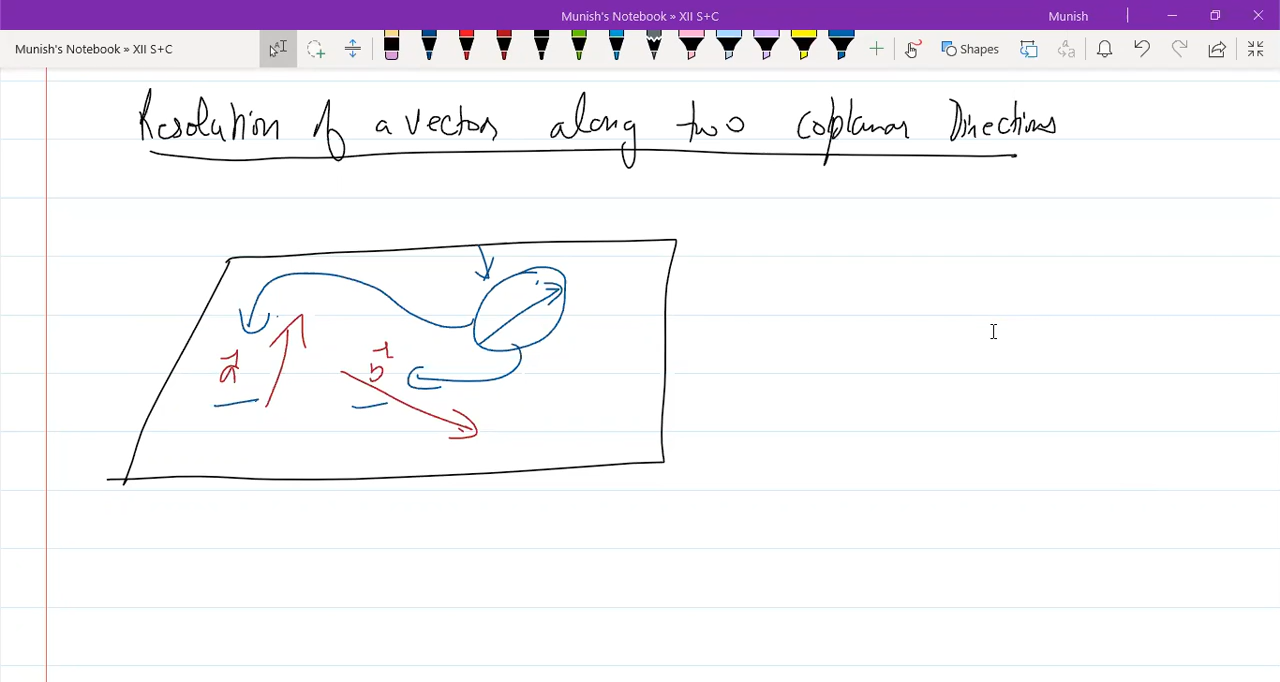 Munish's Notebook » XII S+C
Munish
Munish's Notebook » XII S+C
Shapes
Resolution of a vector along two coplanar Directions
a⃗
b⃗